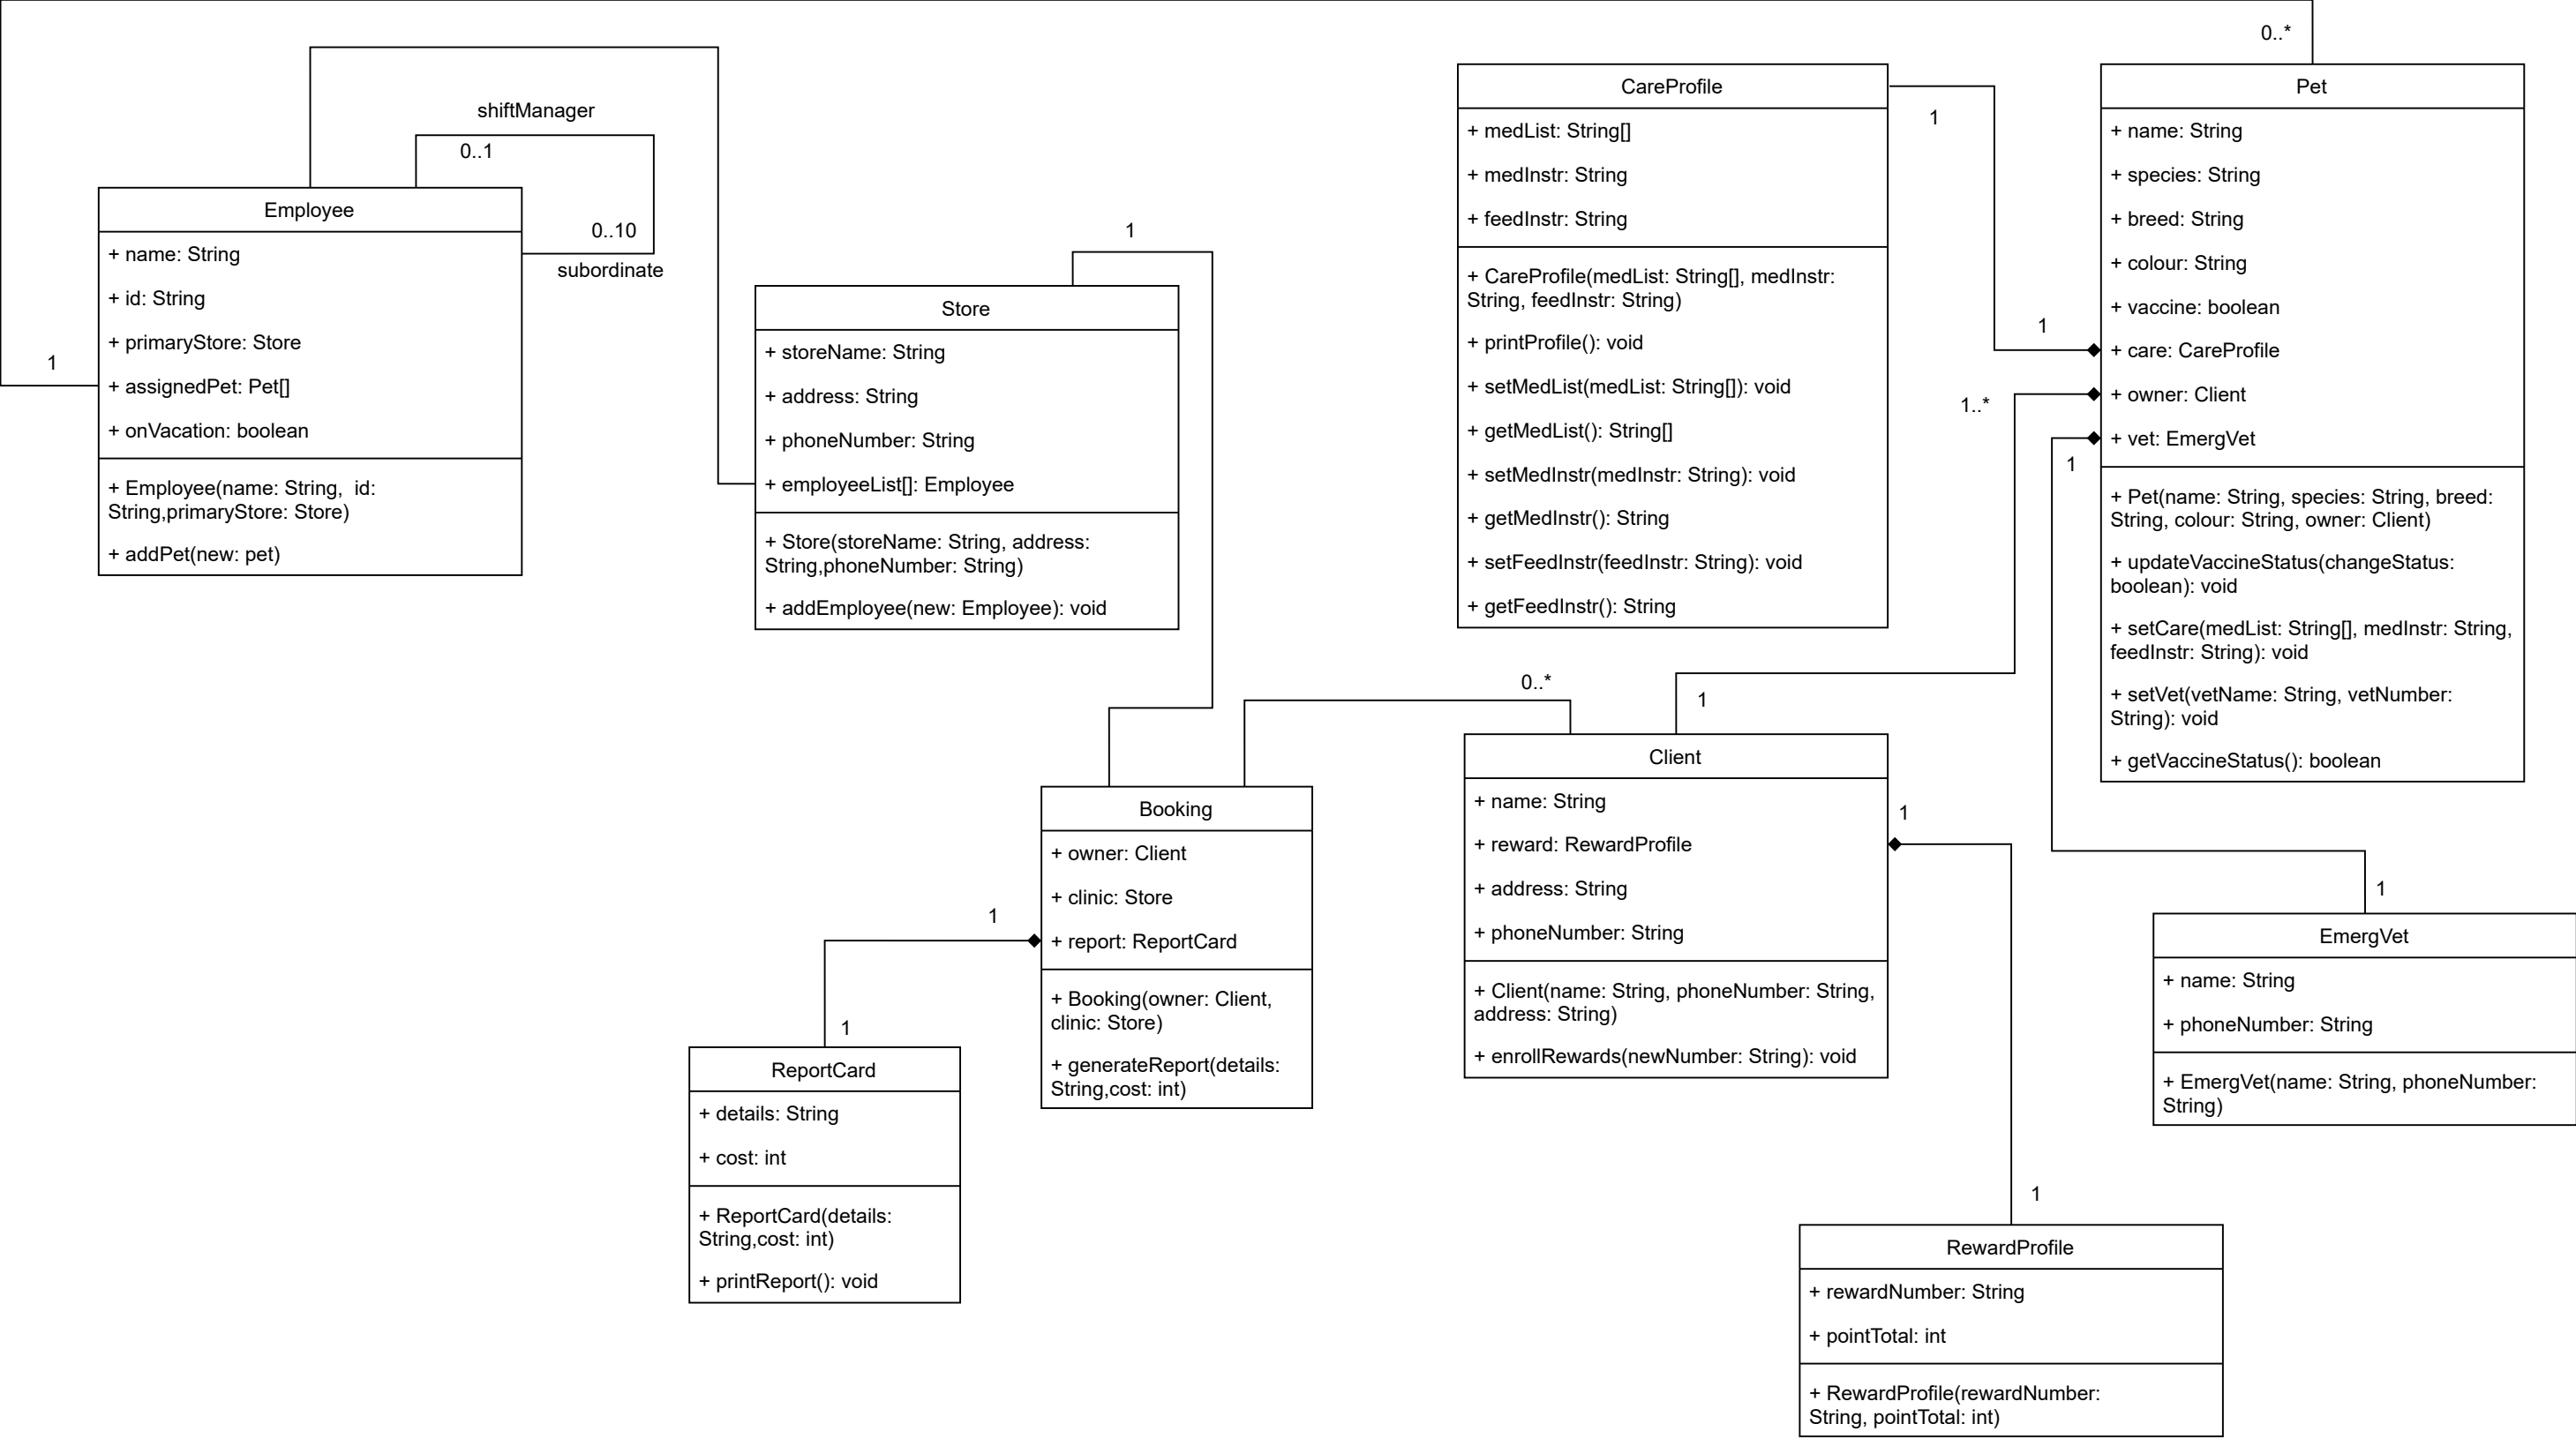 0..*
shiftManager
0..1
0..10
subordinate
1
Employee
+ name: String
+ id: String
+ primaryStore: Store
+ assignedPet: Pet[]
+ onVacation: boolean
+ Employee(name: String,  id:
String,primaryStore: Store)
+ addPet(new: pet)
1
Store
+ storeName: String
+ address: String
+ phoneNumber: String
+ employeeList[]: Employee
+ Store(storeName: String, address:
String,phoneNumber: String)
+ addEmployee(new: Employee): void
CareProfile
+ medList: String[]
+ medInstr: String
+ feedInstr: String
+ CareProfile(medList: String[], medInstr:
String, feedInstr: String)
+ printProfile(): void
+ setMedList(medList: String[]): void
+ getMedList(): String[]
+ setMedInstr(medInstr: String): void
+ getMedInstr(): String
+ setFeedInstr(feedInstr: String): void
+ getFeedInstr(): String
1
1
1..*
1
Pet
+ name: String
+ species: String
+ breed: String
+ colour: String
+ vaccine: boolean
+ care: CareProfile
+ owner: Client
+ vet: EmergVet
+ Pet(name: String, species: String, breed:
String, colour: String, owner: Client)
+ updateVaccineStatus(changeStatus:
boolean): void
+ setCare(medList: String[], medInstr: String,
feedInstr: String): void
+ setVet(vetName: String, vetNumber:
String): void
+ getVaccineStatus(): boolean
0..*
1
Booking
+ owner: Client
+ clinic: Store
+ report: ReportCard
+ Booking(owner: Client,
clinic: Store)
+ generateReport(details:
String,cost: int)
Client
+ name: String
+ reward: RewardProfile
+ address: String
+ phoneNumber: String
+ Client(name: String, phoneNumber: String,
address: String)
+ enrollRewards(newNumber: String): void
1
1
EmergVet
+ name: String
+ phoneNumber: String
+ EmergVet(name: String, phoneNumber:
String)
1
1
ReportCard
+ details: String
+ cost: int
+ ReportCard(details:
String,cost: int)
+ printReport(): void
1
RewardProfile
+ rewardNumber: String
+ pointTotal: int
+ RewardProfile(rewardNumber:
String, pointTotal: int)